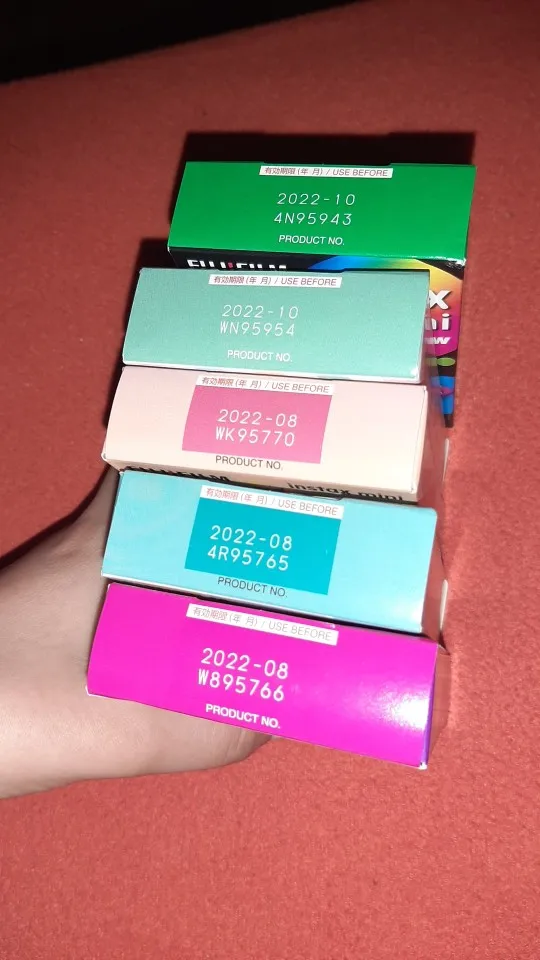 有効期限(年 月) / USE BEFORE
2022-10
4N95943
PRODUCT NO.
FUJIFILM
有効期限(年 月) / USE BEFORE
2022-10
WN95954
PRODUCT NO.
有効期限(年 月) / USE BEFORE
2022-08
WK95770
PRODUCT NO.
instax mini
有効期限(年 月) / USE BEFORE
2022-08
4R95765
PRODUCT NO.
有効期限(年 月) / USE BEFORE
2022-08
W895766
PRODUCT NO.